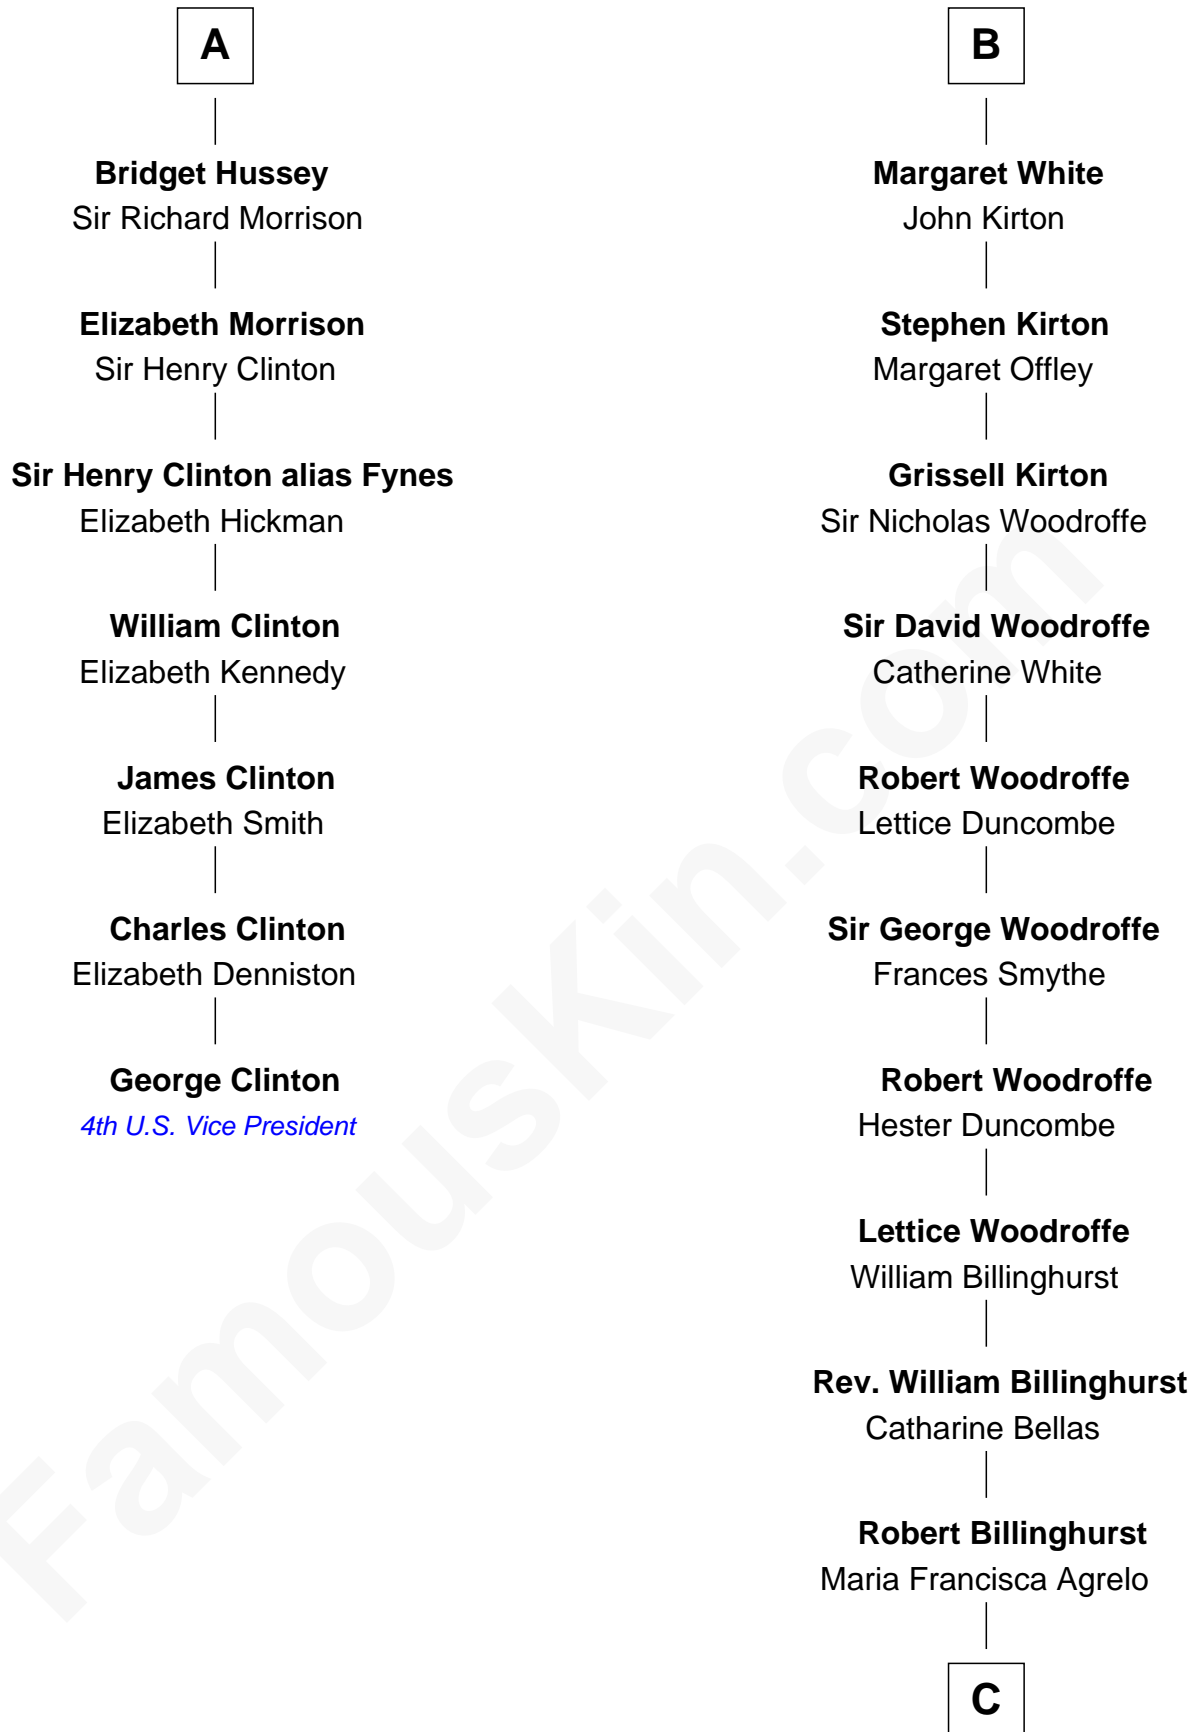 A
Bridget Hussey
Sir Richard Morrison
Elizabeth Morrison
Sir Henry Clinton
Sir Henry Clinton alias Fynes
Elizabeth Hickman
William Clinton
Elizabeth Kennedy
James Clinton
Elizabeth Smith
Charles Clinton
Elizabeth Denniston
George Clinton
4th U.S. Vice President
B
Margaret White
John Kirton
Stephen Kirton
Margaret Offley
Grissell Kirton
Sir Nicholas Woodroffe
Sir David Woodroffe
Catherine White
Robert Woodroffe
Lettice Duncombe
Sir George Woodroffe
Frances Smythe
Robert Woodroffe
Hester Duncombe
Lettice Woodroffe
William Billinghurst
Rev. William Billinghurst
Catharine Bellas
Robert Billinghurst
Maria Francisca Agrelo
C
FamousKin.com